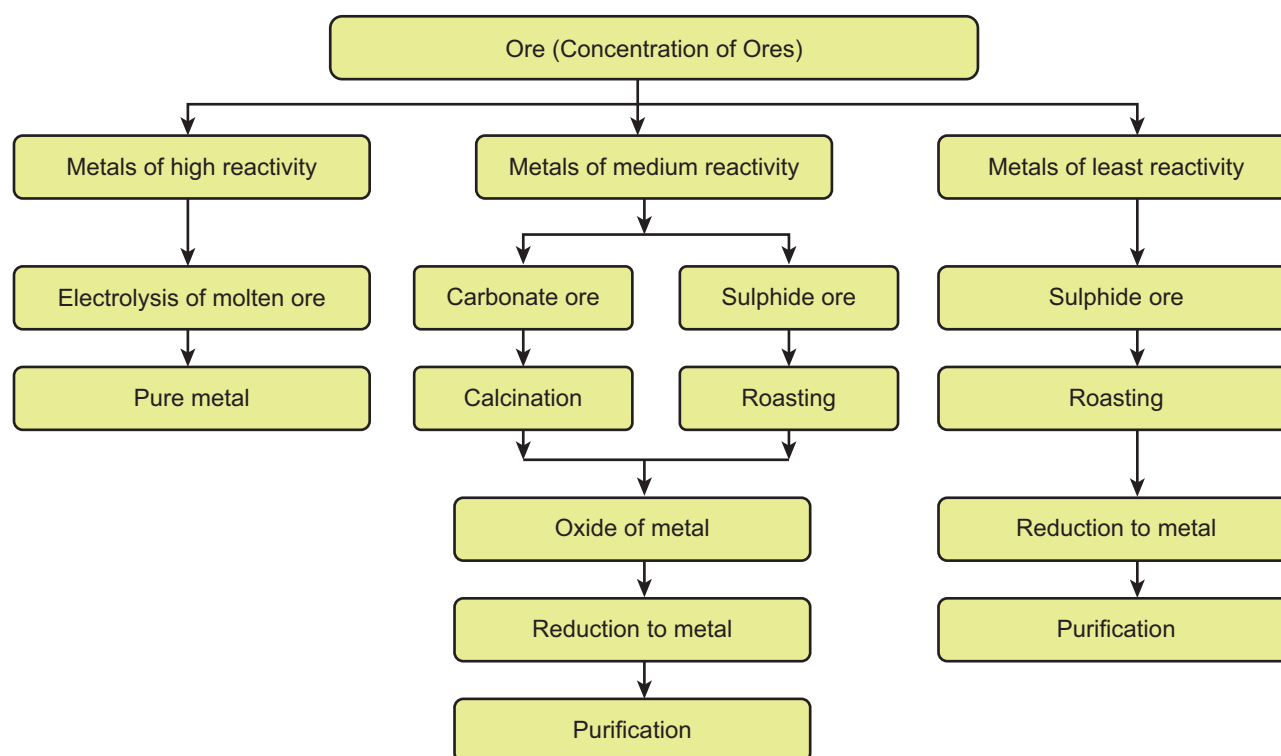 Ore (Concentration of Ores)
Metals of high reactivity
Metals of medium reactivity
Metals of least reactivity
Electrolysis of molten ore
Carbonate ore
Sulphide ore
Sulphide ore
Pure metal
Calcination
Roasting
Roasting
Oxide of metal
Reduction to metal
Reduction to metal
Purification
Purification